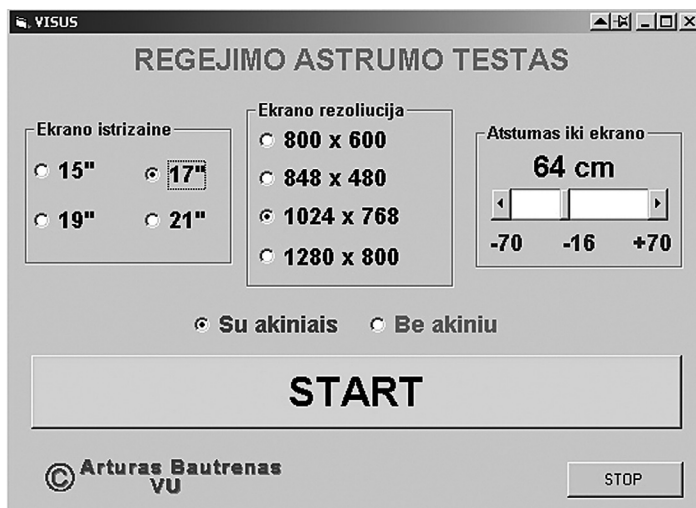 VISUS
REGEJIMO ASTRUMO TESTAS
Ekrano istrizaine
15" 17"
19" 21"
Ekrano rezoliucija
800 x 600
848 x 480
1024 x 768
1280 x 800
Atstumas iki ekrano
64 cm
-70 -16 +70
Su akiniais Be akiniu
START
© Arturas Bautrenas
VU
STOP